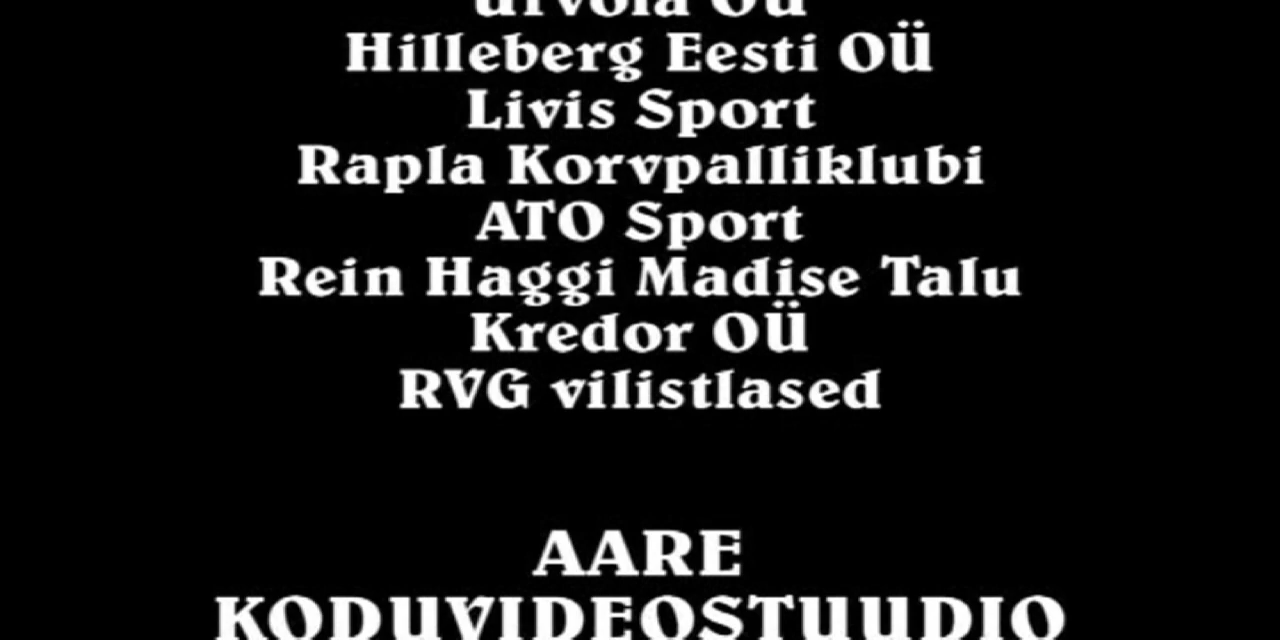 Hilleberg Eesti OÜ
Livis Sport
Rapla Korvpalliklubi
ATO Sport
Rein Haggi Madise Talu
Kredor OÜ
RVG vilistlased
AARE
KODUVIDEOSTUUDIO